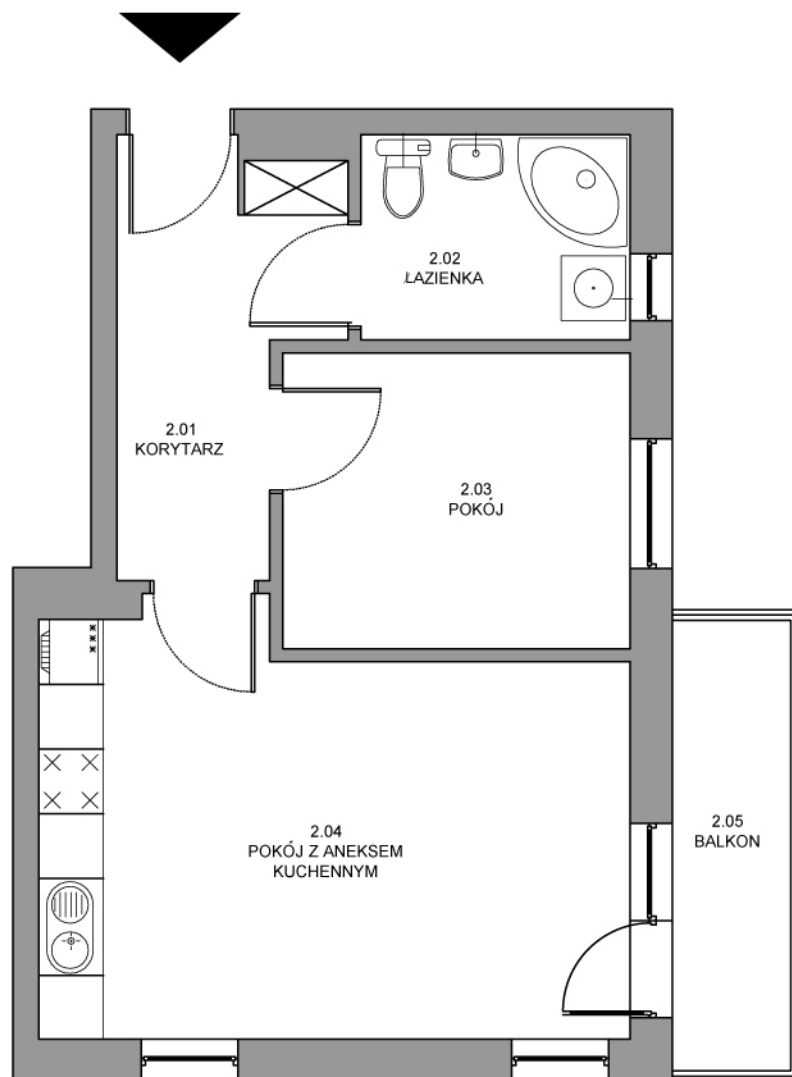 2.02
ŁAZIENKA
2.01
KORYTARZ
2.03
POKÓJ
2.04
POKÓJ Z ANEKSEM
KUCHENNYM
2.05
BALKON